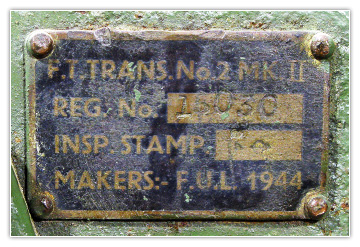 F.T. TRANS. No. 2 MK. II
REG. No.
INSP. STAMP.
MAKERS:- F.U.L. 1944